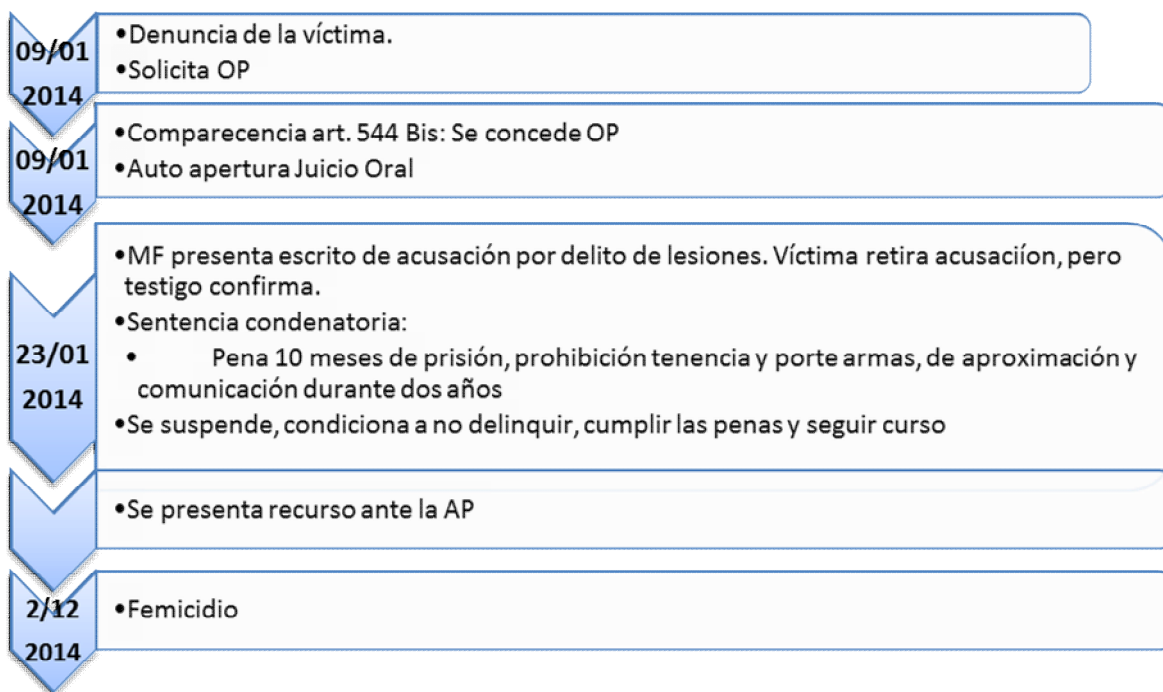 09/01
2014
•Denuncia de la víctima.
•Solicita OP
09/01
2014
•Comparecencia art. 544 Bis: Se concede OP
•Auto apertura Juicio Oral
23/01
2014
•MF presenta escrito de acusación por delito de lesiones. Víctima retira acusaciíon, pero
testigo confirma.
•Sentencia condenatoria:
• Pena 10 meses de prisión, prohibición tenencia y porte armas, de aproximación y
comunicación durante dos años
•Se suspende, condiciona a no delinquir, cumplir las penas y seguir curso
•Se presenta recurso ante la AP
2/12
2014
•Femicidio